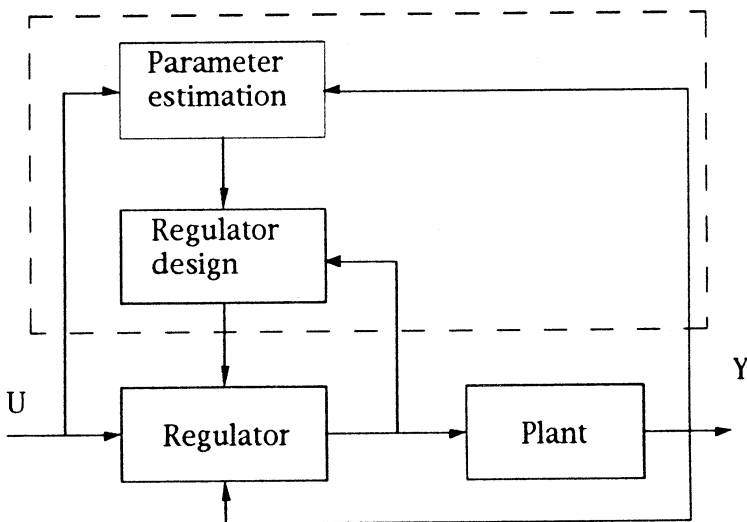 Parameter
estimation
Regulator
design
U
Y
Regulator
Plant